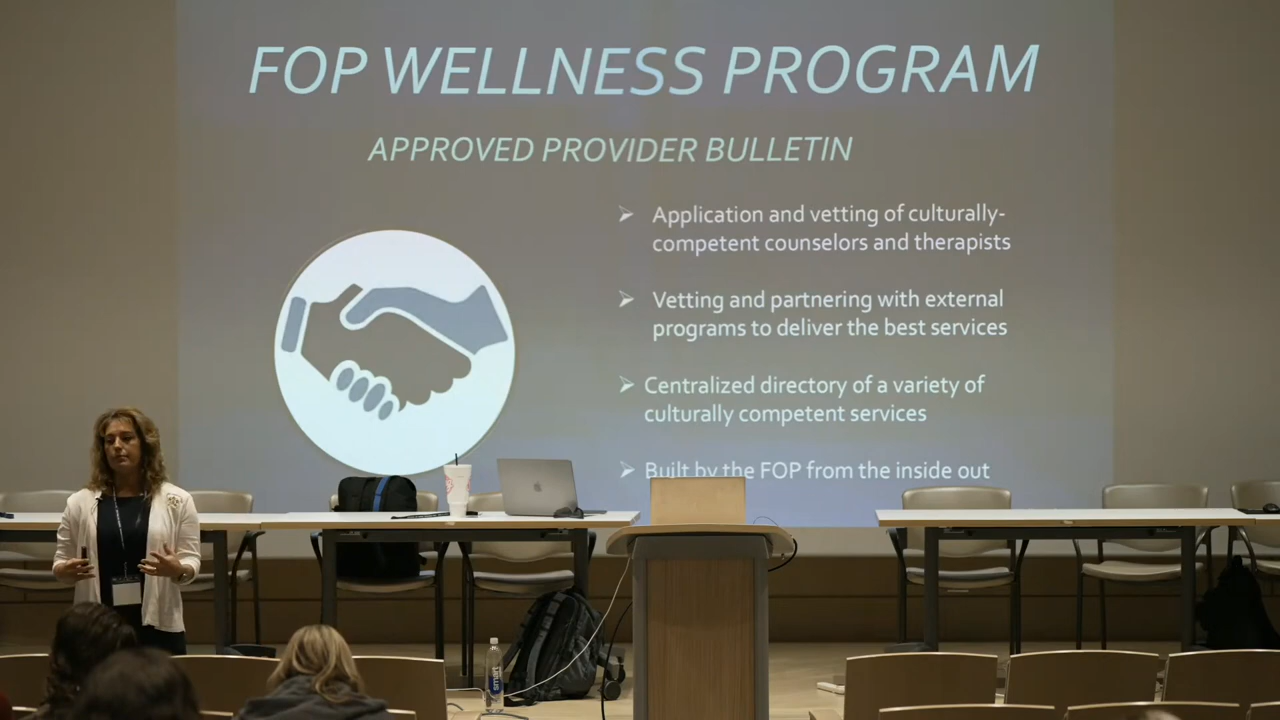 FOP WELLNESS PROGRAM
APPROVED PROVIDER BULLETIN
Application and vetting of culturally-
competent counselors and therapists
Vetting and partnering with external
programs to deliver the best services
Centralized directory of a variety of
culturally competent services
Built by the FOP from the inside out
smart